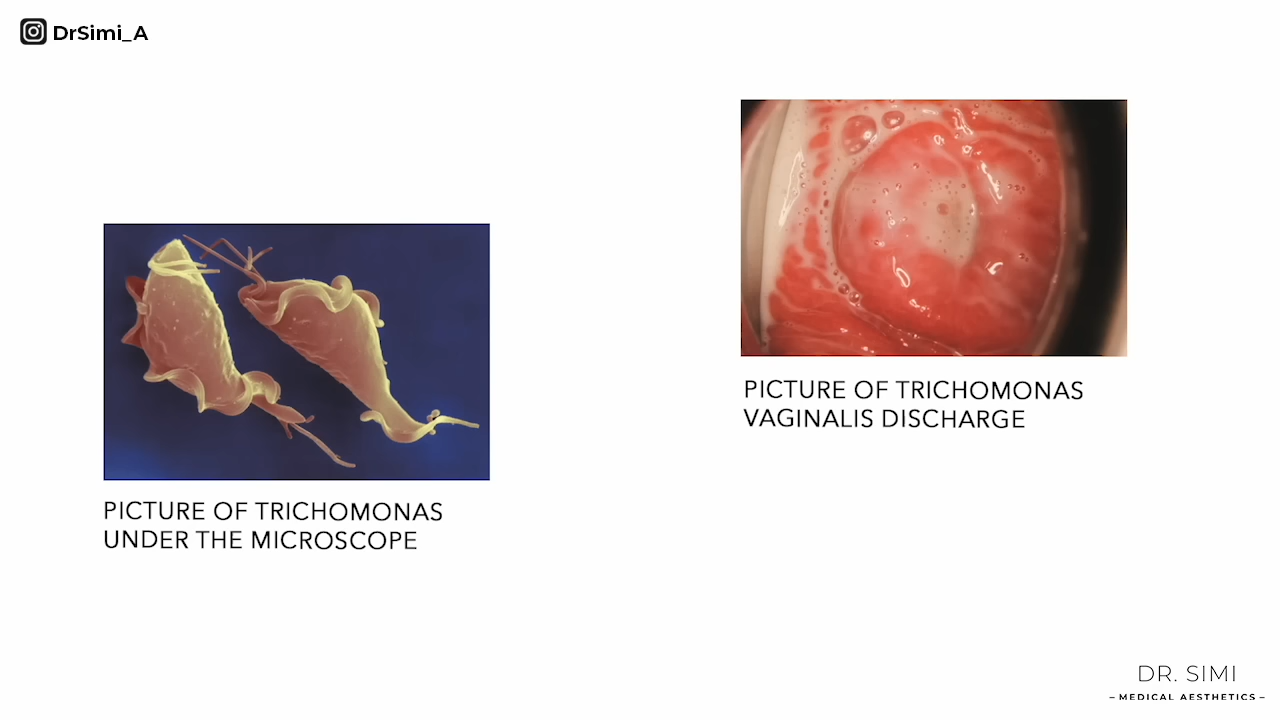 DrSimi_A
PICTURE OF TRICHOMONAS
VAGINALIS DISCHARGE
PICTURE OF TRICHOMONAS
UNDER THE MICROSCOPE
DR. SIMI
– MEDICAL AESTHETICS –